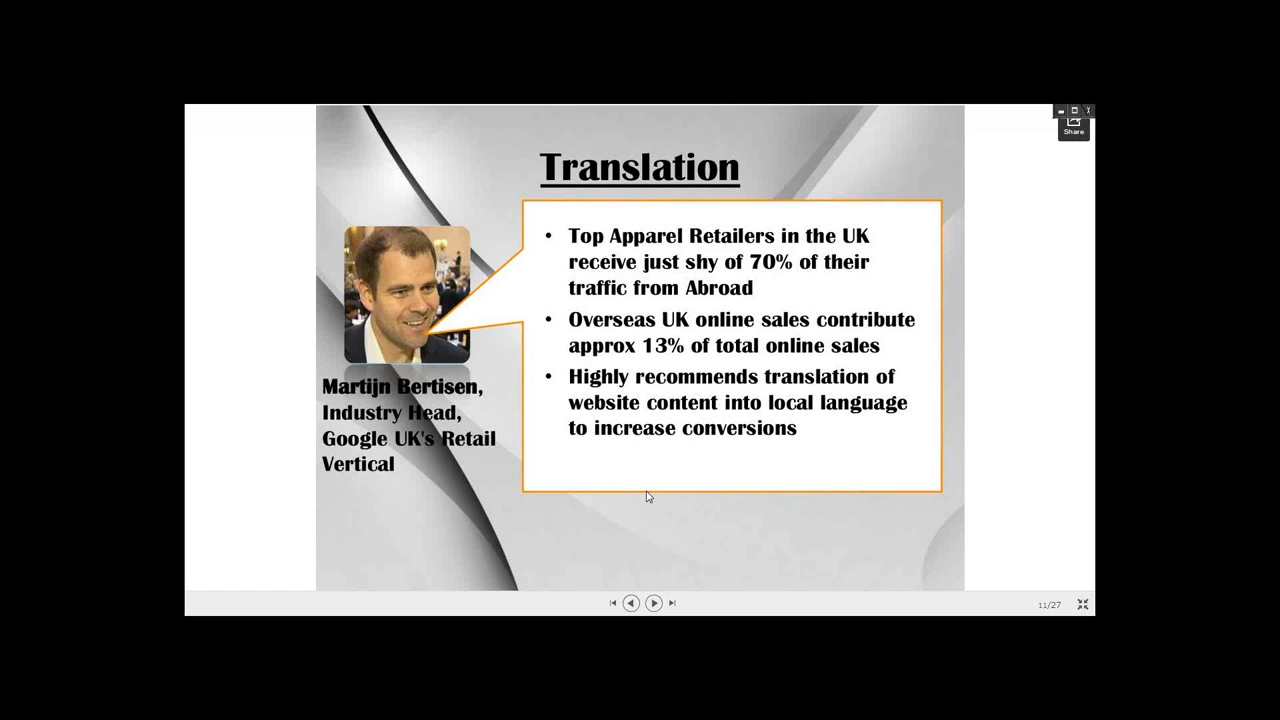 Share
Translation
• Top Apparel Retailers in the UK
receive just shy of 70% of their
traffic from Abroad
• Overseas UK online sales contribute
approx 13% of total online sales
• Highly recommends translation of
website content into local language
to increase conversions
Martijn Bertisen,
Industry Head,
Google UK's Retail
Vertical
11/27